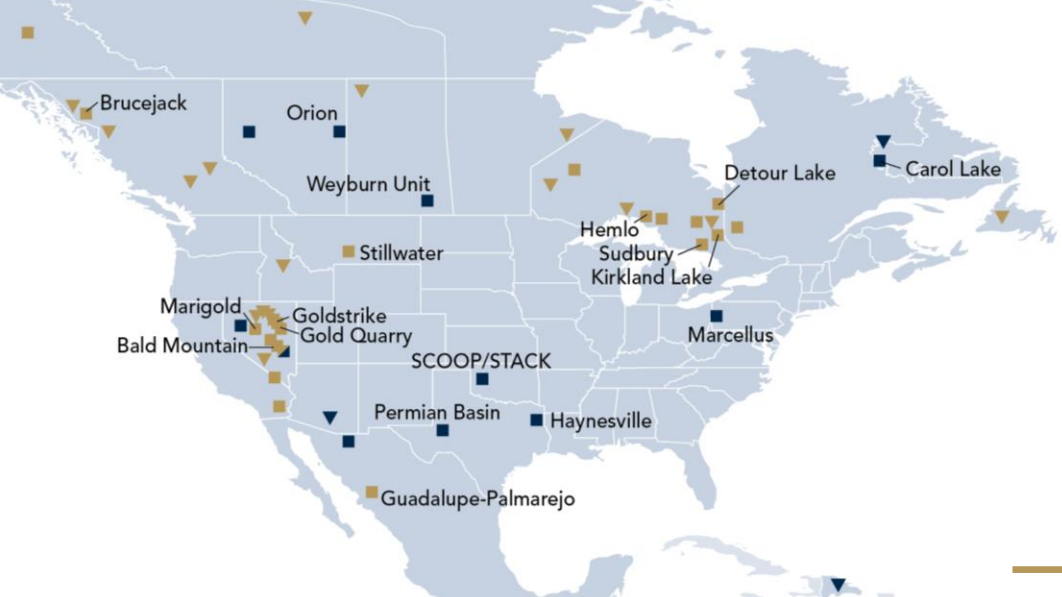 Brucejack
Orion
Detour Lake
Carol Lake
Weyburn Unit
Hemlo
Sudbury
Stillwater
Kirkland Lake
Marigold
Goldstrike
Gold Quarry
Marcellus
Bald Mountain
SCOOP/STACK
Permian Basin
Haynesville
Guadalupe-Palmarejo